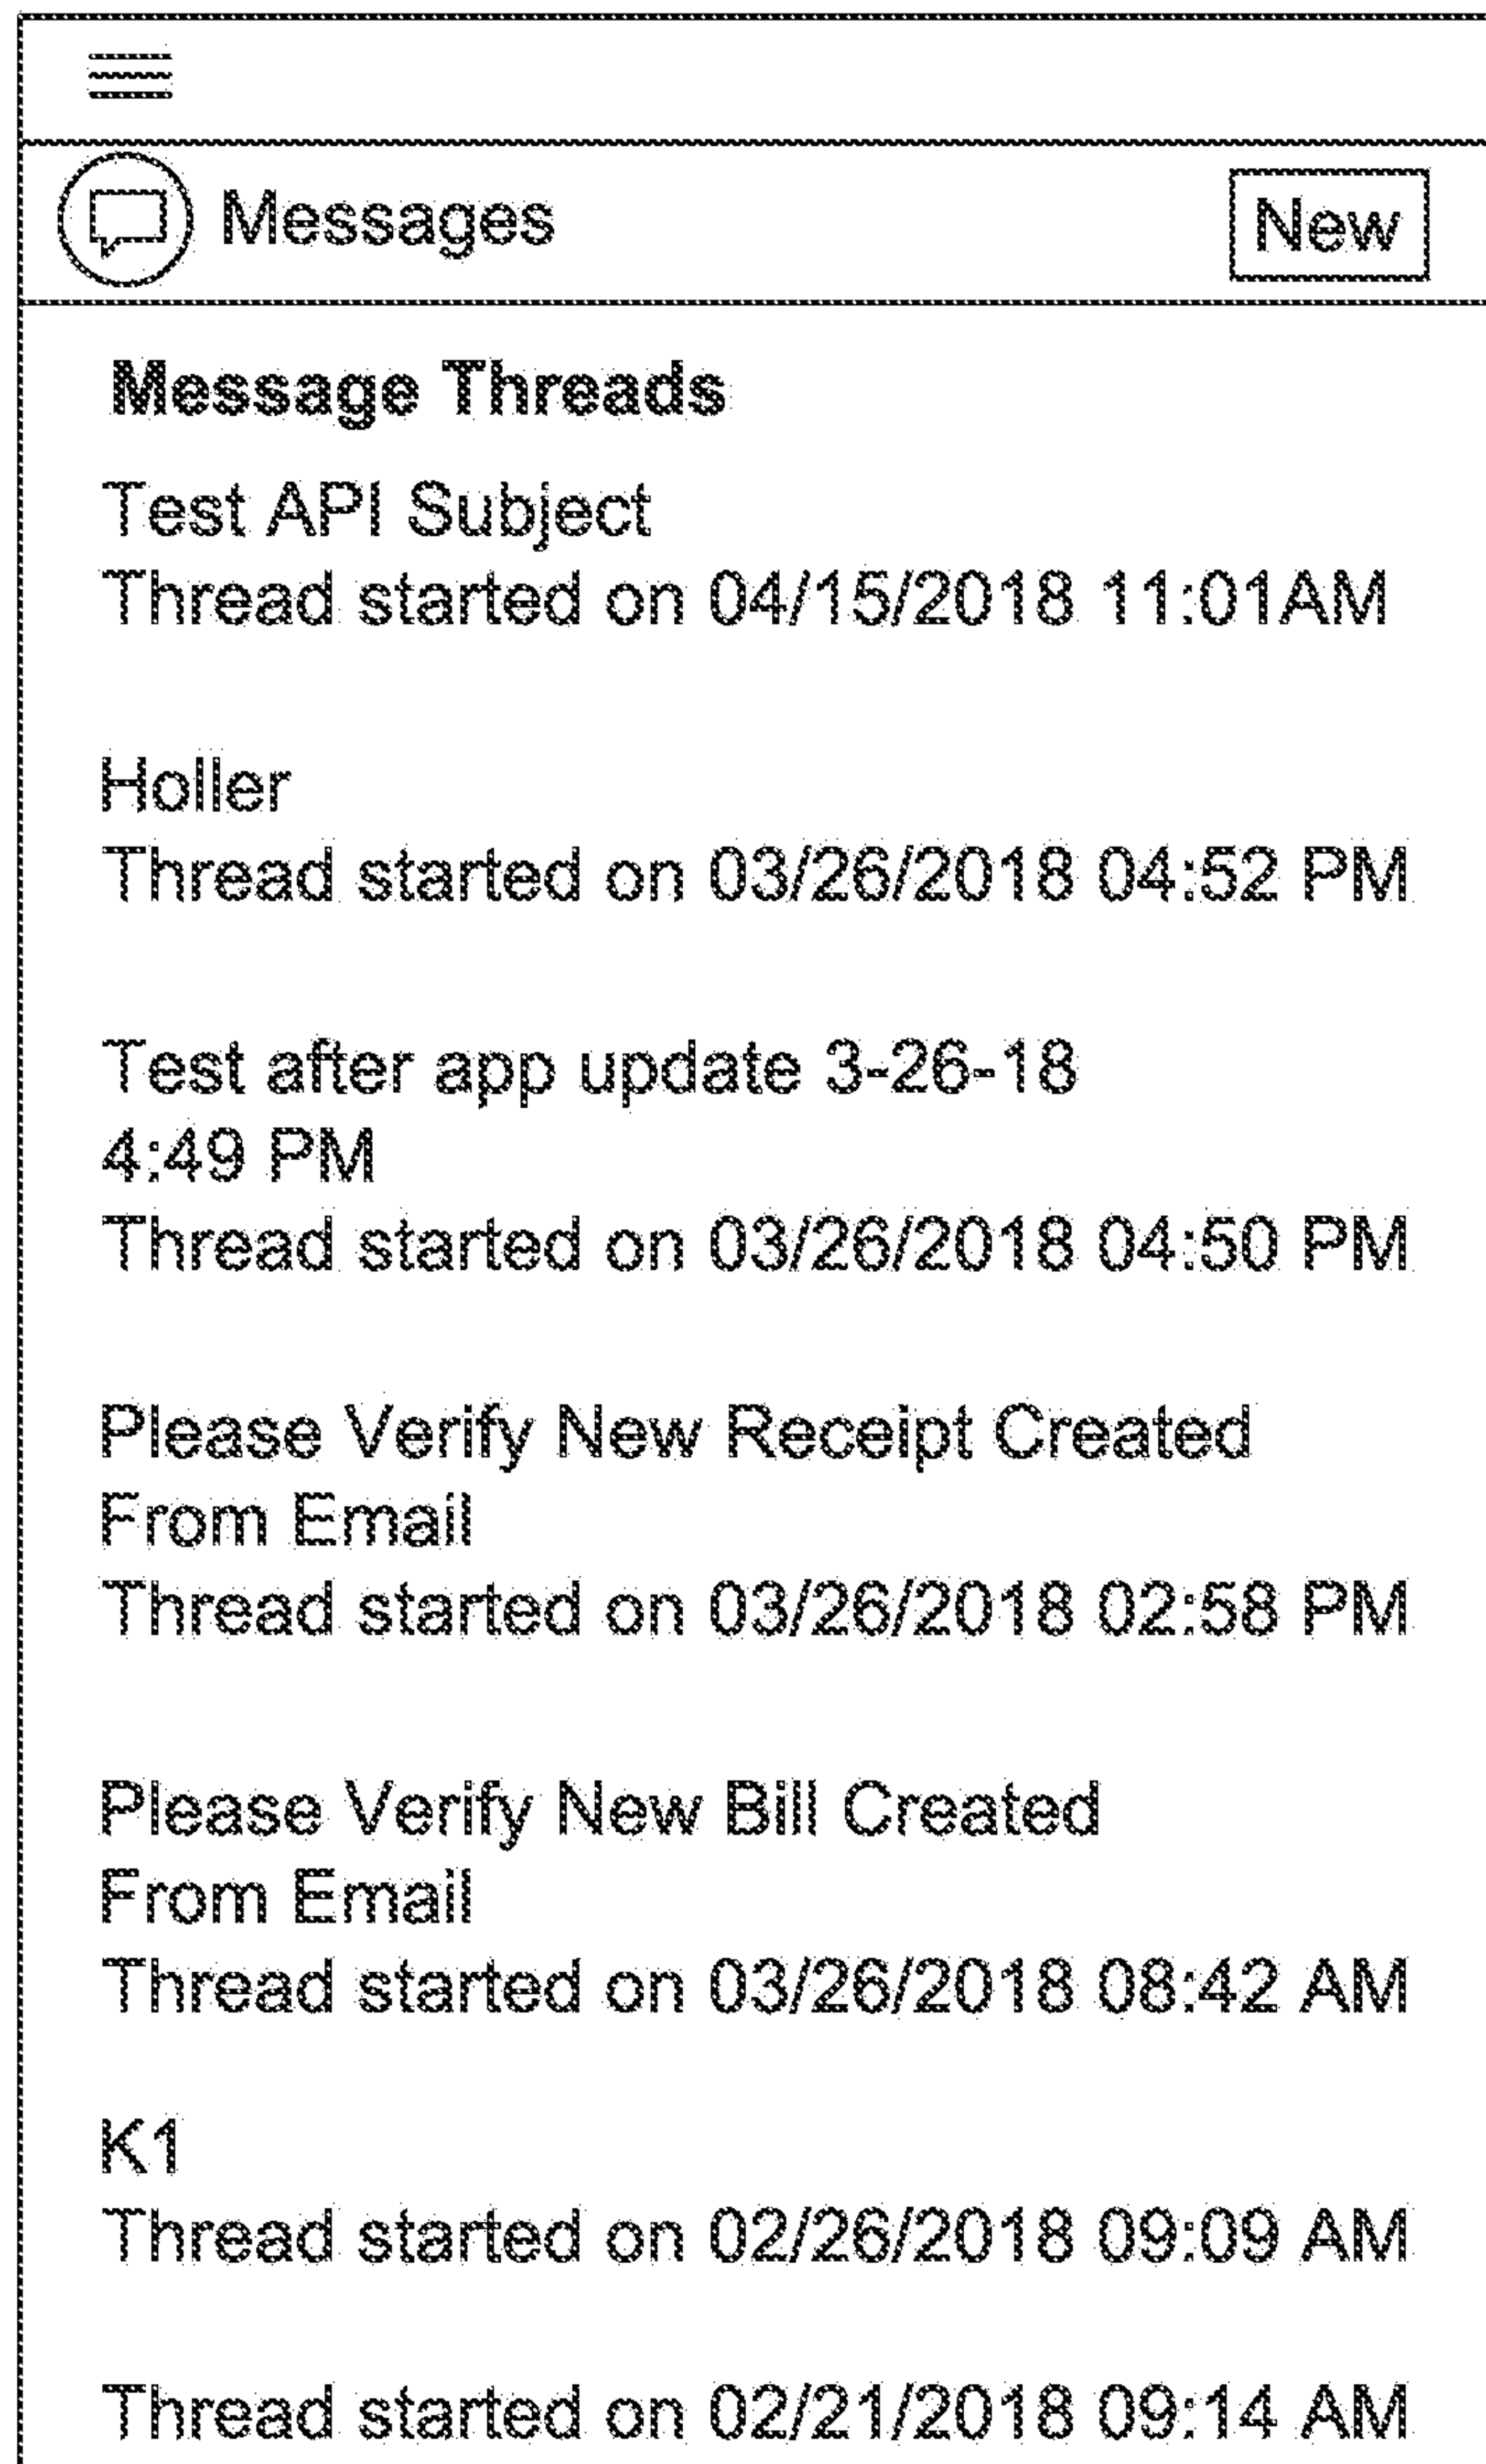 Messages
New
Message Threads
Test API Subject
Thread started on 04/15/2018 11:01AM
Holler
Thread started on 03/26/2018 04:52 PM
Test after app update 3-26-18
4:49 PM
Thread started on 03/26/2018 04:50 PM
Please Verify New Receipt Created
From Email
Thread started on 03/26/2018 02:58 PM
Please Verify New Bill Created
From Email
Thread started on 03/26/2018 08:42 AM
K1
Thread started on 02/26/2018 09:09 AM
Thread started on 02/21/2018 09:14 AM